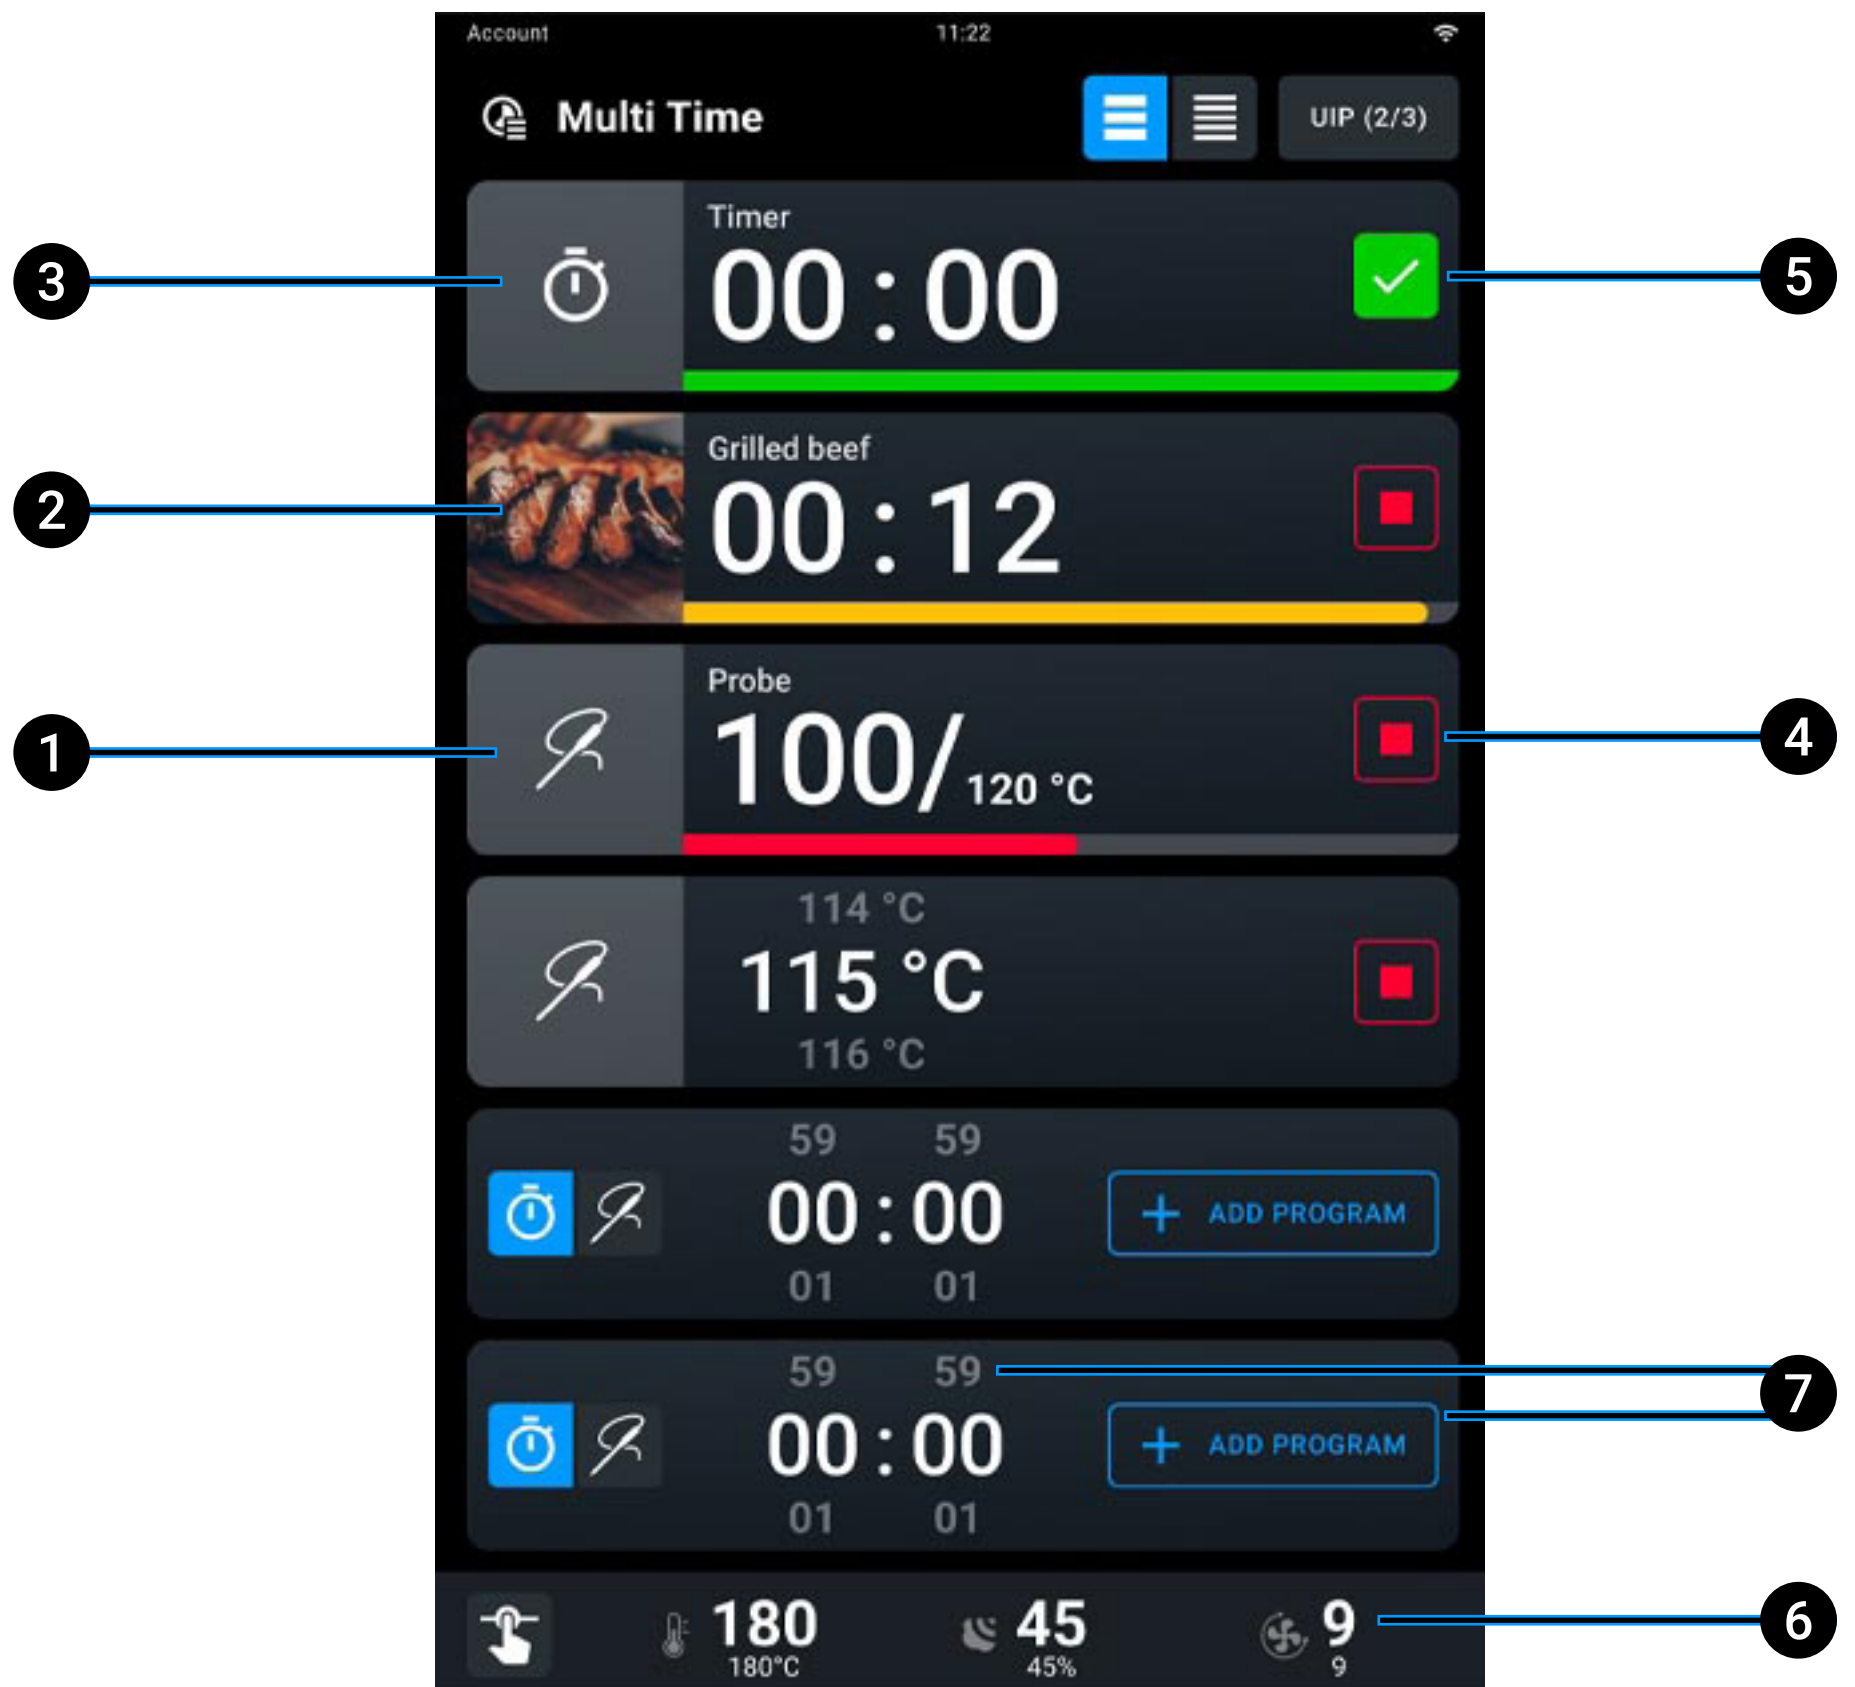 Account 11:22
Multi Time UIP (2/3)
Timer
00 : 00
3
5
Grilled beef
00 : 12
2
Probe
100/ 120 °C
1
4
114 °C
115 °C
116 °C
59 59
00 : 00
ADD PROGRAM
01 01
59 59
7
00 : 00
ADD PROGRAM
01 01
180 45 9
180°C 45% 9
6